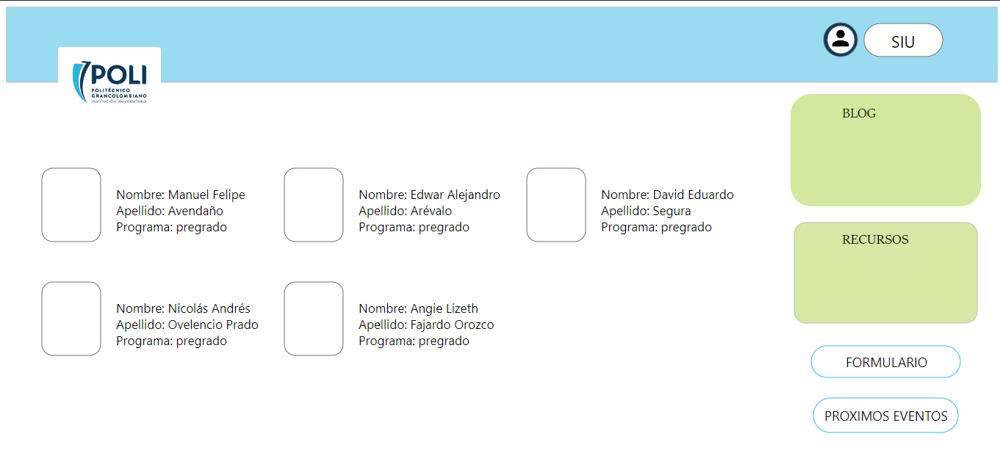 SIU
POLI
POLITÉCNICO
GRANCOLOMBIANO
INSTITUCIÓN UNIVERSITARIA
BLOG
Nombre: Manuel Felipe
Apellido: Avendaño
Programa: pregrado
Nombre: Edwar Alejandro
Apellido: Arévalo
Programa: pregrado
Nombre: David Eduardo
Apellido: Segura
Programa: pregrado
RECURSOS
Nombre: Nicolás Andrés
Apellido: Ovelencio Prado
Programa: pregrado
Nombre: Angie Lizeth
Apellido: Fajardo Orozco
Programa: pregrado
FORMULARIO
PROXIMOS EVENTOS